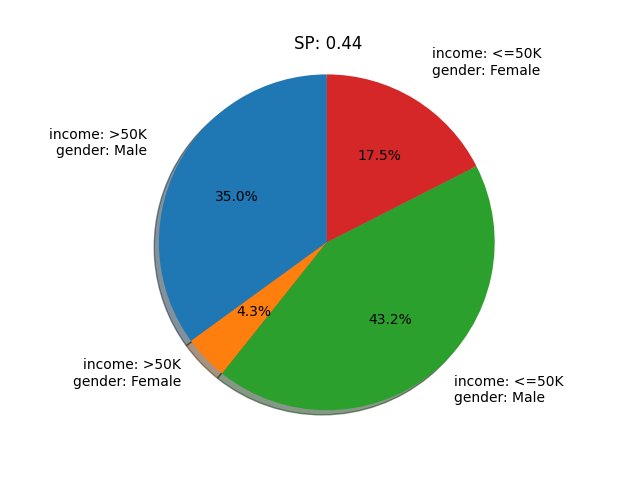 SP: 0.44
income: <=50K
gender: Female
income: >50K
gender: Male
17.5%
35.0%
4.3%
43.2%
income: >50K
gender: Female
income: <=50K
gender: Male